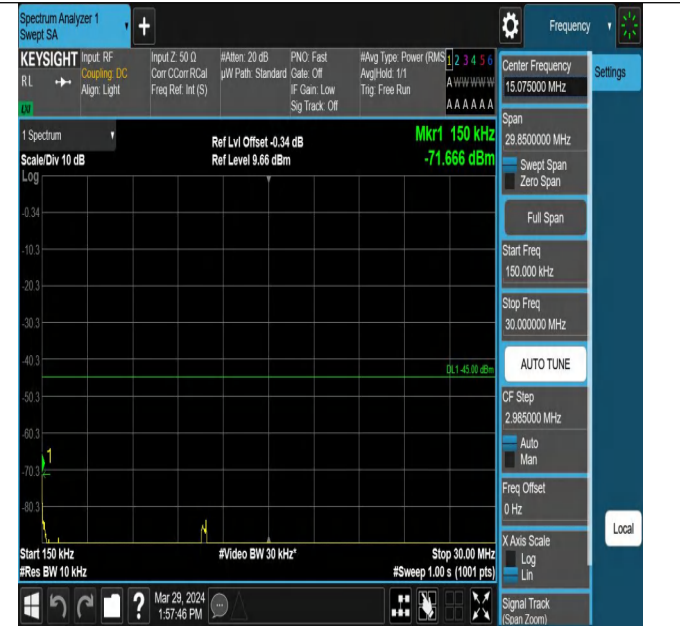 Spectrum Analyzer 1
Swept SA
+
Frequency
KEYSIGHT
R L
LXI
Input: RF
Coupling: DC
Align: Light
Input Z: 50 Ω
Corr CCorr RCal
Freq Ref: Int (S)
#Atten: 20 dB
µW Path: Standard
PNO: Fast
Gate: Off
IF Gain: Low
Sig Track: Off
#Avg Type: Power (RMS
Avg|Hold: 1/1
Trig: Free Run
1 2 3 4 5 6
A W W W W W
A A A A A A
1 Spectrum
Scale/Div 10 dB
Log
Ref Lvl Offset -0.34 dB
Ref Level 9.66 dBm
Mkr1 150 kHz
-71.666 dBm
-0.34
-10.3
-20.3
-30.3
-40.3
-50.3
-60.3
-70.3
-80.3
DL1 -45.00 dBm
1
Start 150 kHz
#Res BW 10 kHz
#Video BW 30 kHz*
Stop 30.00 MHz
#Sweep 1.00 s (1001 pts)
Center Frequency
15.075000 MHz
Settings
Span
29.8500000 MHz
Swept Span
Zero Span
Full Span
Start Freq
150.000 kHz
Stop Freq
30.000000 MHz
AUTO TUNE
CF Step
2.985000 MHz
Auto
Man
Freq Offset
0 Hz
X Axis Scale
Log
Lin
Local
Signal Track
(Span Zoom)
?
Mar 29, 2024
1:57:46 PM